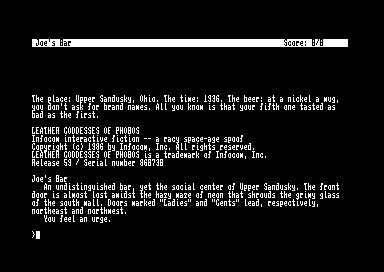 Joe's Bar Score: 0/0
The place: Upper Sandusky, Ohio. The time: 1936. The beer: at a nickel a mug,
you don't ask for brand names. All you know is that your fifth one tasted as
bad as the first.
LEATHER GODDESSES OF PHOBOS
Infocom interactive fiction -- a racy space-age spoof
Copyright (c) 1986 by Infocom, Inc. All rights reserved.
LEATHER GODDESSES OF PHOBOS is a trademark of Infocom, Inc.
Release 59 / Serial number 860730
Joe's Bar
An undistinguished bar, yet the social center of Upper Sandusky. The front
door is almost lost amidst the hazy maze of neon that shrouds the grimy glass
of the south wall. Doors marked "Ladies" and "Gents" lead, respectively,
northeast and northwest.
You feel an urge.
>